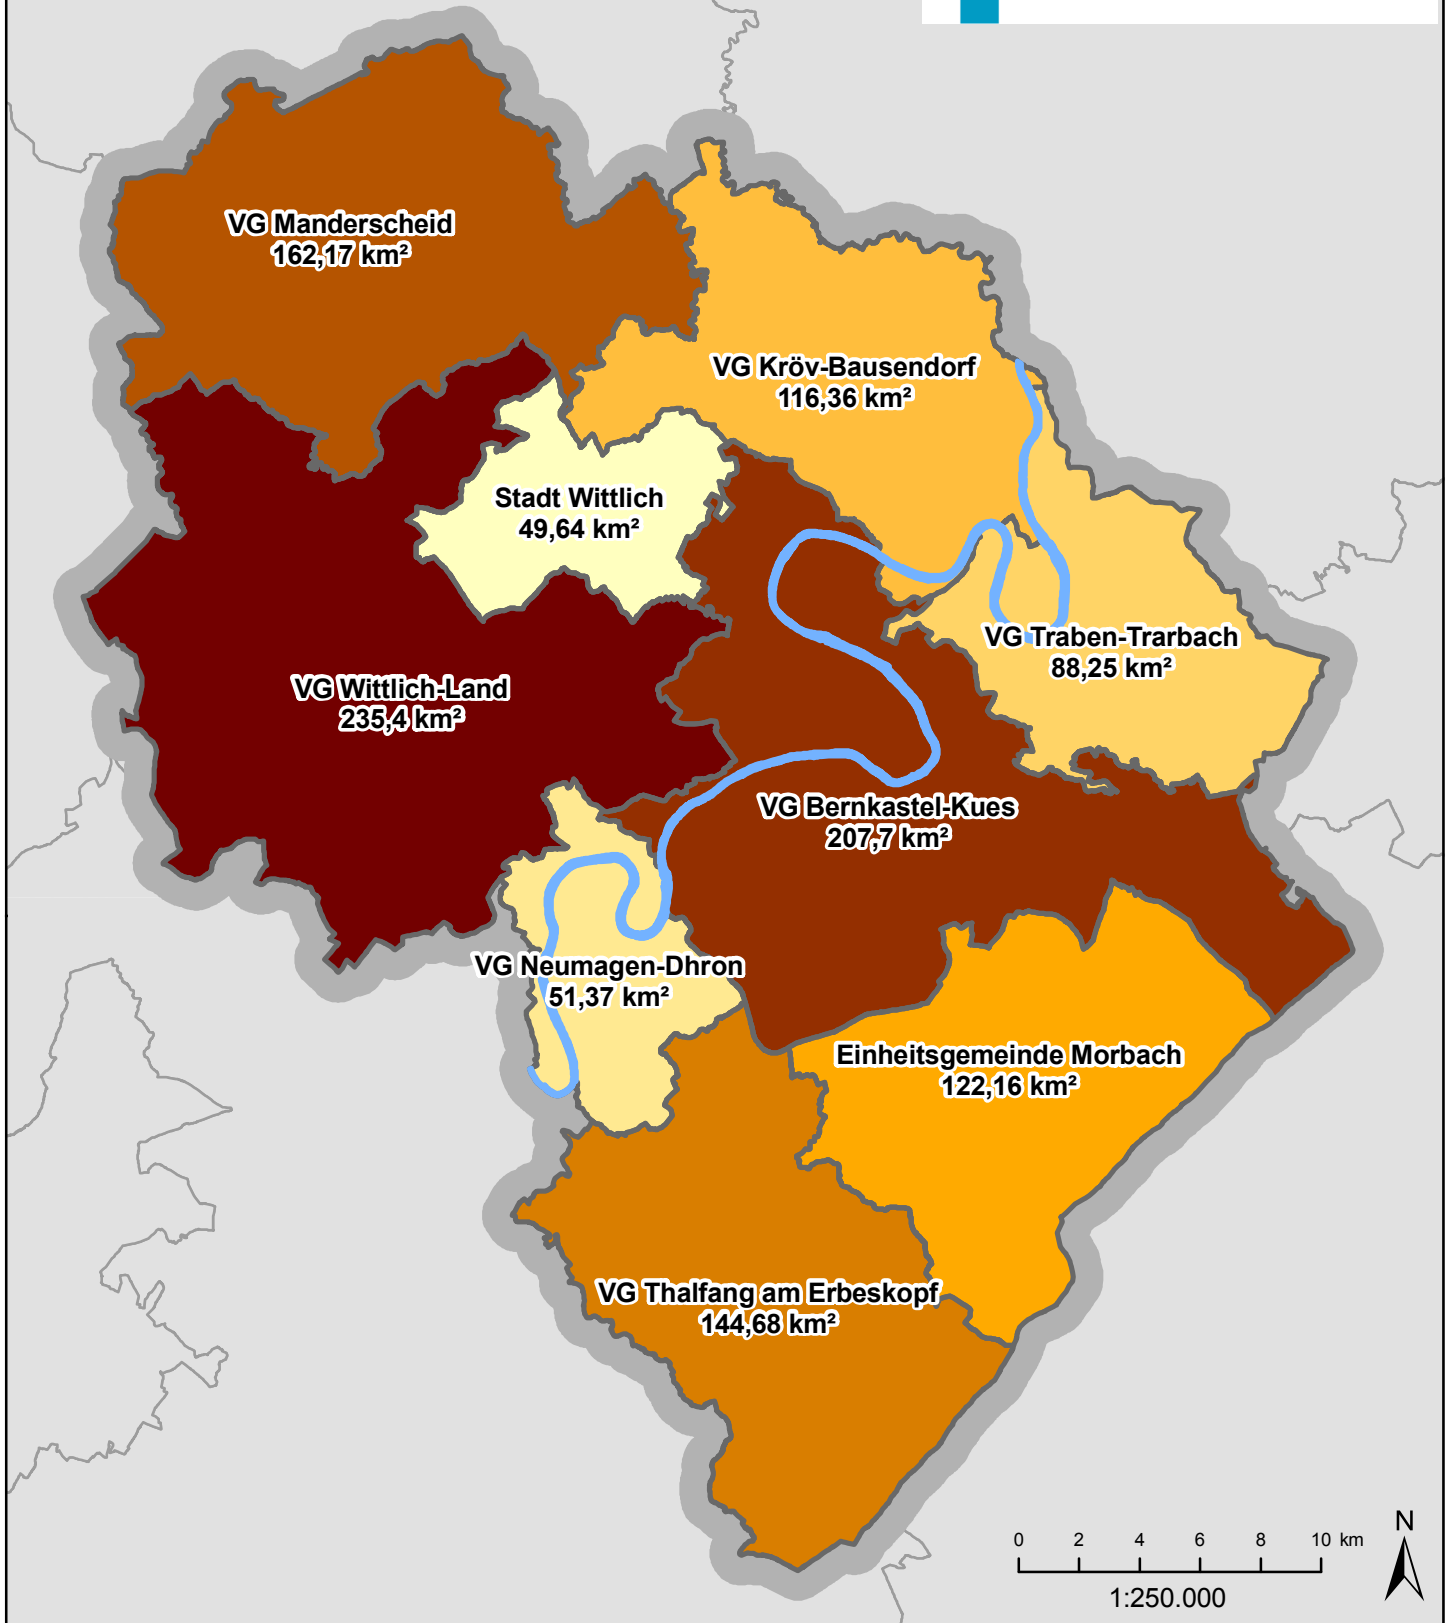 VG Manderscheid
162,17 km²
VG Kröv-Bausendorf
116,36 km²
Stadt Wittlich
49,64 km²
VG Traben-Trarbach
88,25 km²
VG Wittlich-Land
235,4 km²
VG Bernkastel-Kues
207,7 km²
VG Neumagen-Dhron
51,37 km²
Einheitsgemeinde Morbach
122,16 km²
VG Thalfang am Erbeskopf
144,68 km²
N
0 2 4 6 8 10 km
1:250.000